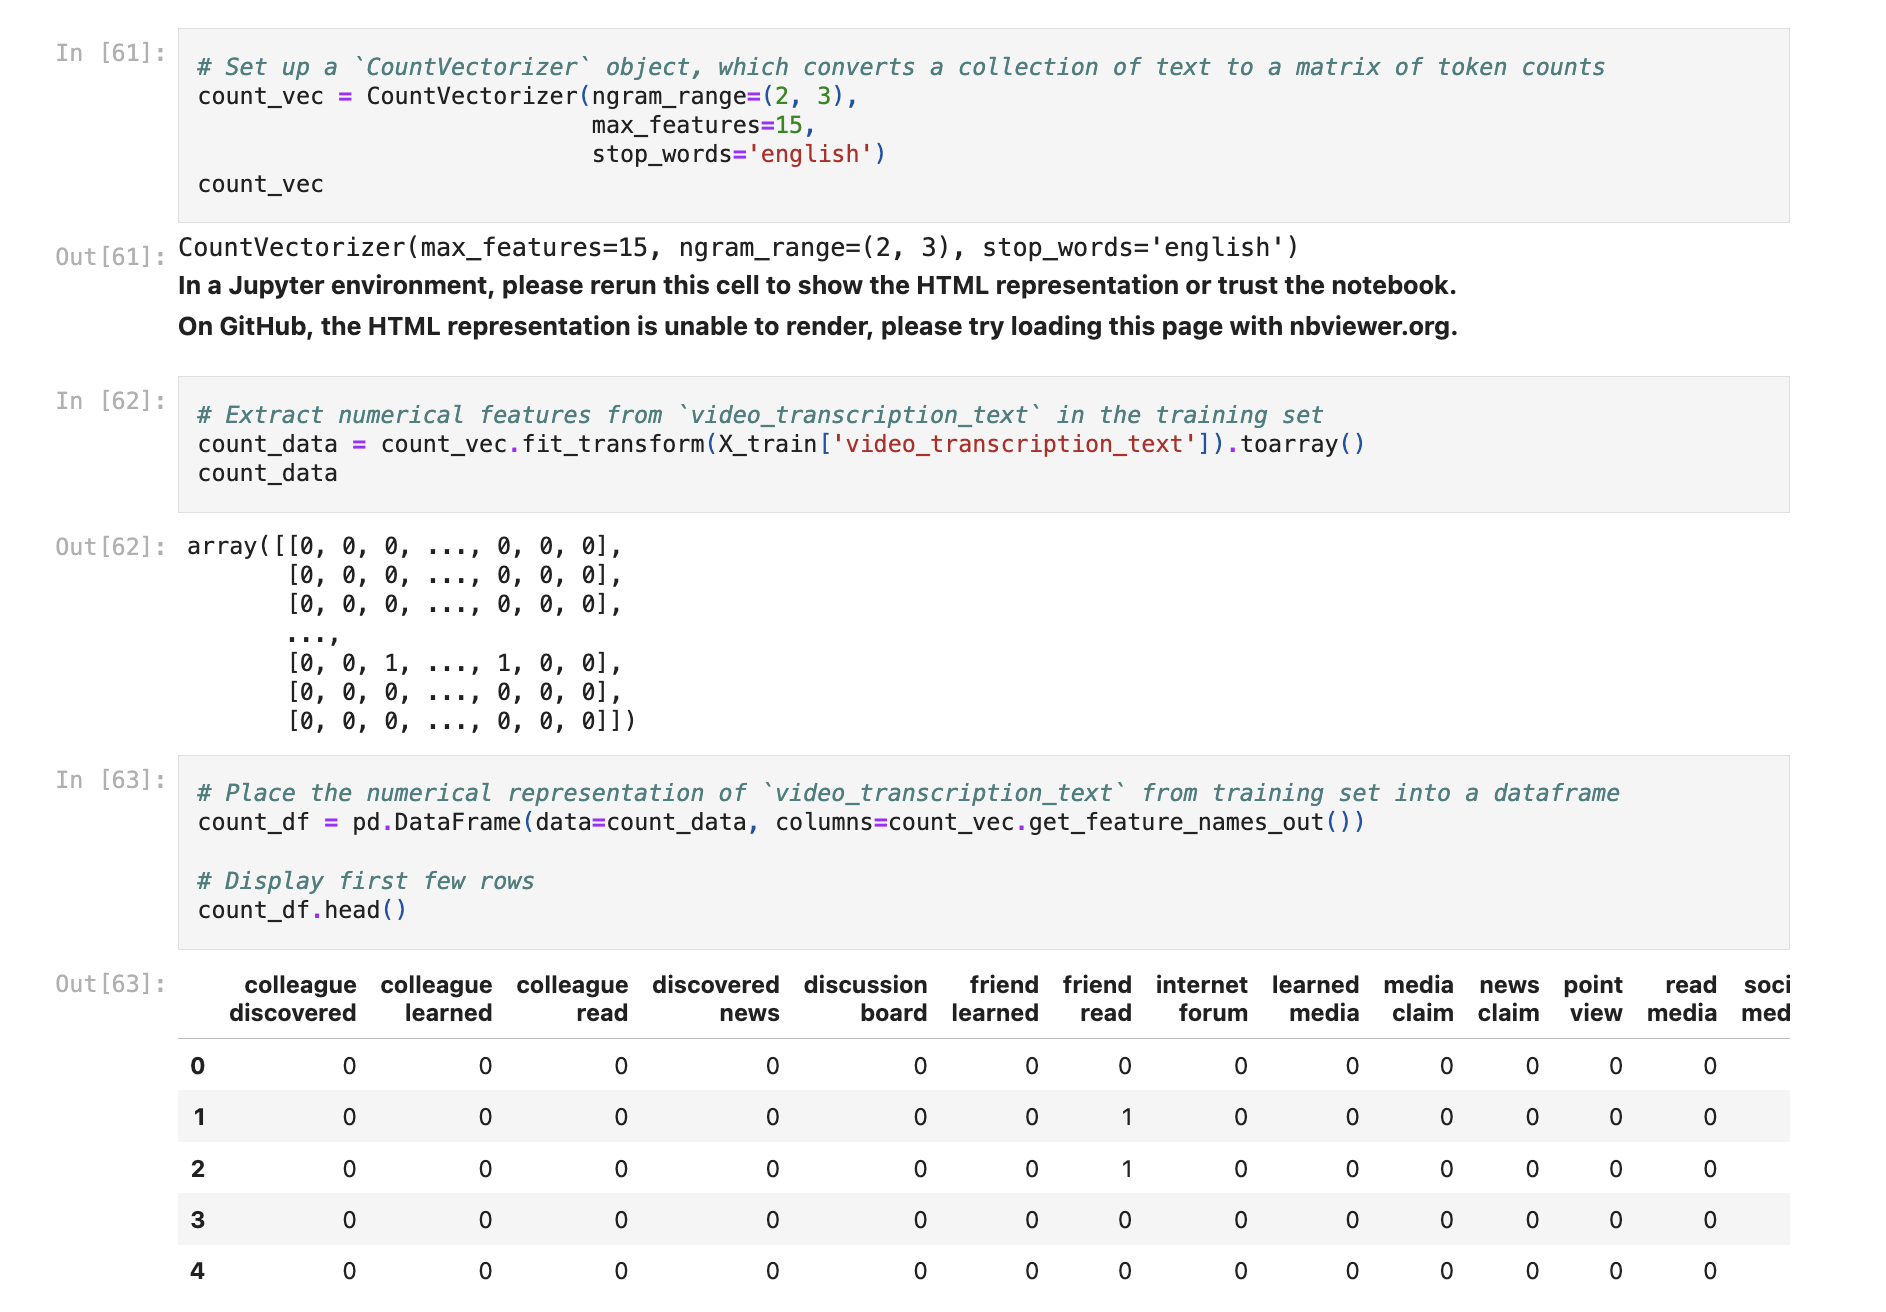 In [61]:
# Set up a `CountVectorizer` object, which converts a collection of text to a matrix of token counts
count_vec = CountVectorizer(ngram_range=(2, 3),
                            max_features=15,
                            stop_words='english')
count_vec
Out[61]:
CountVectorizer(max_features=15, ngram_range=(2, 3), stop_words='english')
In a Jupyter environment, please rerun this cell to show the HTML representation or trust the notebook.
On GitHub, the HTML representation is unable to render, please try loading this page with nbviewer.org.
In [62]:
# Extract numerical features from `video_transcription_text` in the training set
count_data = count_vec.fit_transform(X_train['video_transcription_text']).toarray()
count_data
Out[62]:
array([[0, 0, 0, ..., 0, 0, 0],
       [0, 0, 0, ..., 0, 0, 0],
       [0, 0, 0, ..., 0, 0, 0],
       ...,
       [0, 0, 1, ..., 1, 0, 0],
       [0, 0, 0, ..., 0, 0, 0],
       [0, 0, 0, ..., 0, 0, 0]])
In [63]:
# Place the numerical representation of `video_transcription_text` from training set into a dataframe
count_df = pd.DataFrame(data=count_data, columns=count_vec.get_feature_names_out())
# Display first few rows
count_df.head()
Out[63]:
colleague colleague colleague discovered discussion friend friend internet learned media news point read soci
discovered learned read news board learned read forum media claim claim view media med
0 0 0 0 0 0 0 0 0 0 0 0 0 0
1 0 0 0 0 0 0 1 0 0 0 0 0 0
2 0 0 0 0 0 0 1 0 0 0 0 0 0
3 0 0 0 0 0 0 0 0 0 0 0 0 0
4 0 0 0 0 0 0 0 0 0 0 0 0 0